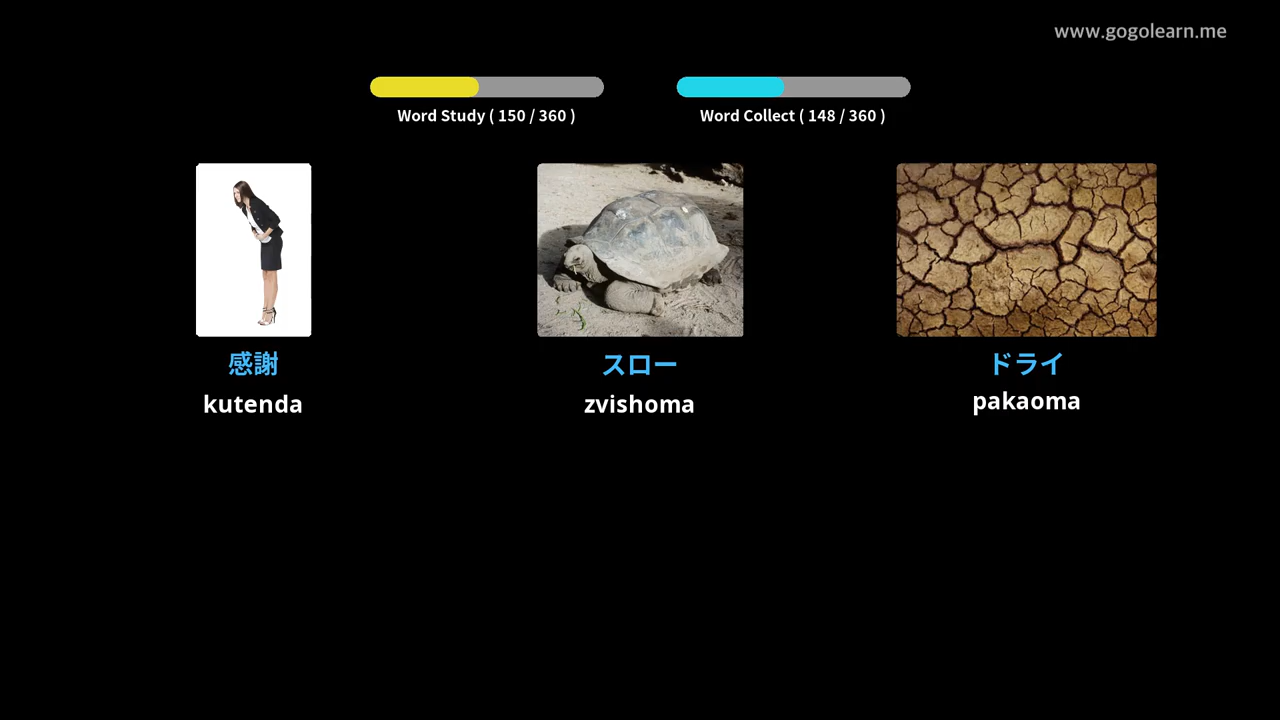 www.gogolearn.me
Word Study ( 150 / 360 )
Word Collect ( 148 / 360 )
感謝
kutenda
スロー
zvishoma
ドライ
pakaoma